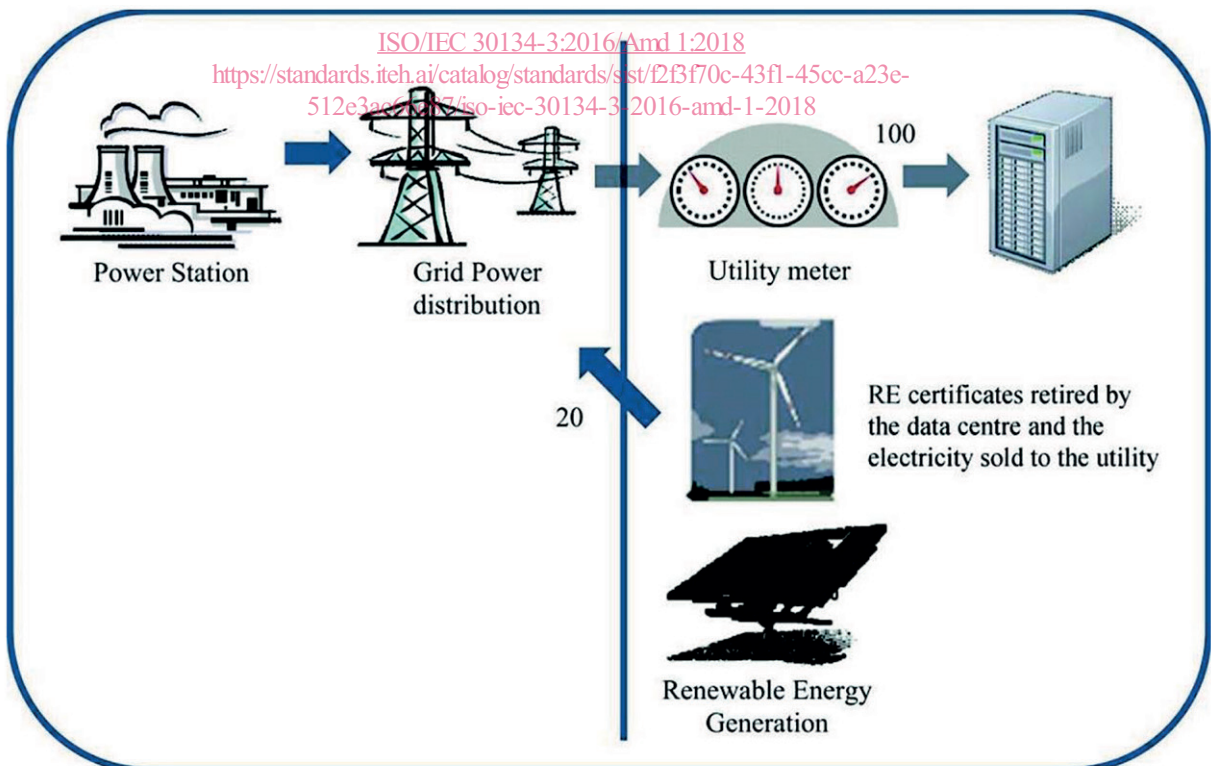 ISO/IEC 30134-3:2016/Amd 1:2018
https://standards.iteh.ai/catalog/standards/sist/f2f3f70c-43f1-45cc-a23e-
iso-iec-30134-3-2016-amd-1-2018
100
Power Station
Grid Power
distribution
Utility meter
20
RE certificates retired by
the data centre and the
electricity sold to the utility
Renewable Energy
Generation